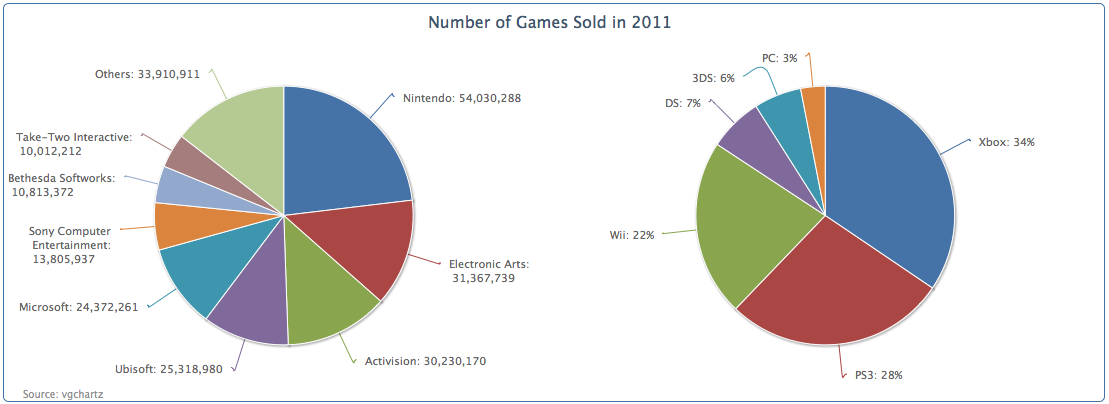 Number of Games Sold in 2011
Others: 33,910,911
Nintendo: 54,030,288
Take-Two Interactive:
10,012,212
Bethesda Softworks:
10,813,372
Sony Computer
Entertainment:
13,805,937
Electronic Arts:
31,367,739
Microsoft: 24,372,261
Ubisoft: 25,318,980
Activision: 30,230,170
PC: 3%
3DS: 6%
DS: 7%
Xbox: 34%
Wii: 22%
PS3: 28%
Source: vgchartz